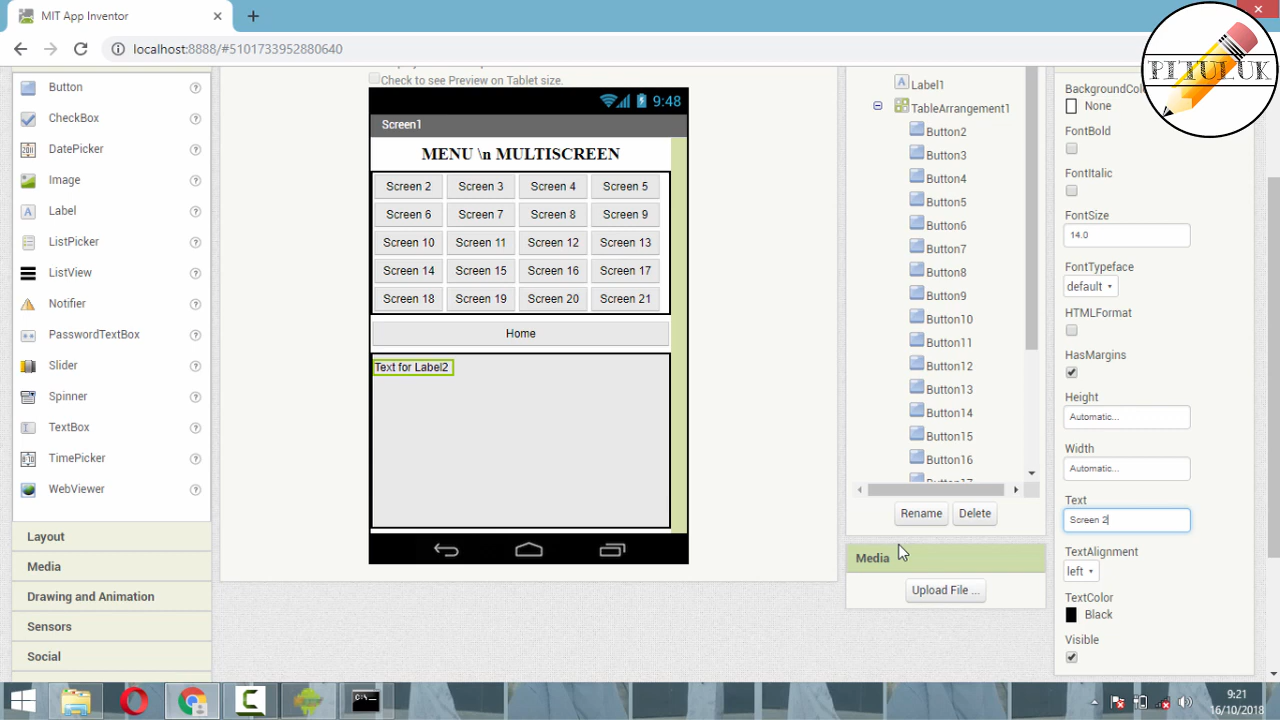 MIT App Inventor
localhost:8888/#5101733952880640
PITULUK
Button
CheckBox
DatePicker
Image
Label
ListPicker
ListView
Notifier
PasswordTextBox
Slider
Spinner
TextBox
TimePicker
WebViewer
Layout
Media
Drawing and Animation
Sensors
Social
Check to see Preview on Tablet size.
9:48
Screen1
MENU \n MULTISCREEN
Screen 2 Screen 3 Screen 4 Screen 5
Screen 6 Screen 7 Screen 8 Screen 9
Screen 10 Screen 11 Screen 12 Screen 13
Screen 14 Screen 15 Screen 16 Screen 17
Screen 18 Screen 19 Screen 20 Screen 21
Home
Text for Label2
Label1
TableArrangement1
Button2
Button3
Button4
Button5
Button6
Button7
Button8
Button9
Button10
Button11
Button12
Button13
Button14
Button15
Button16
Rename Delete
Media
Upload File ...
None
FontBold
FontItalic
FontSize
14.0
FontTypeface
default
HTMLFormat
HasMargins
Height
Automatic...
Width
Automatic...
Text
Screen 2
TextAlignment
left
TextColor
Black
Visible
9:21
16/10/2018